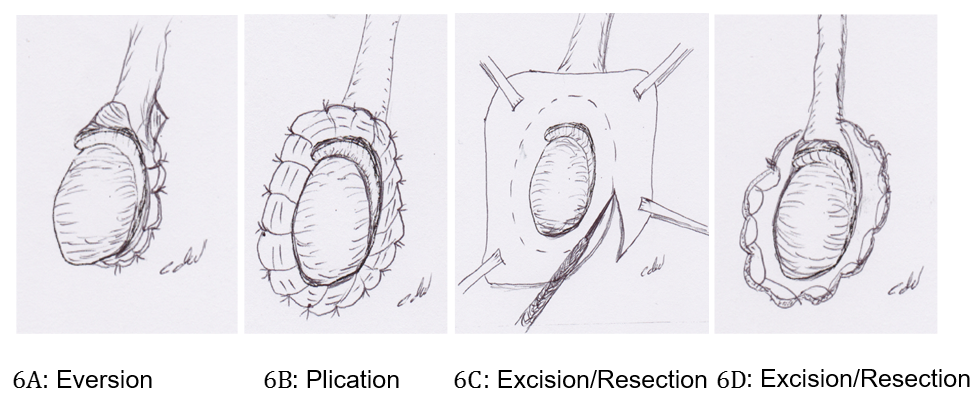 6A: Eversion
6B: Plication
6C: Excision/Resection
6D: Excision/Resection